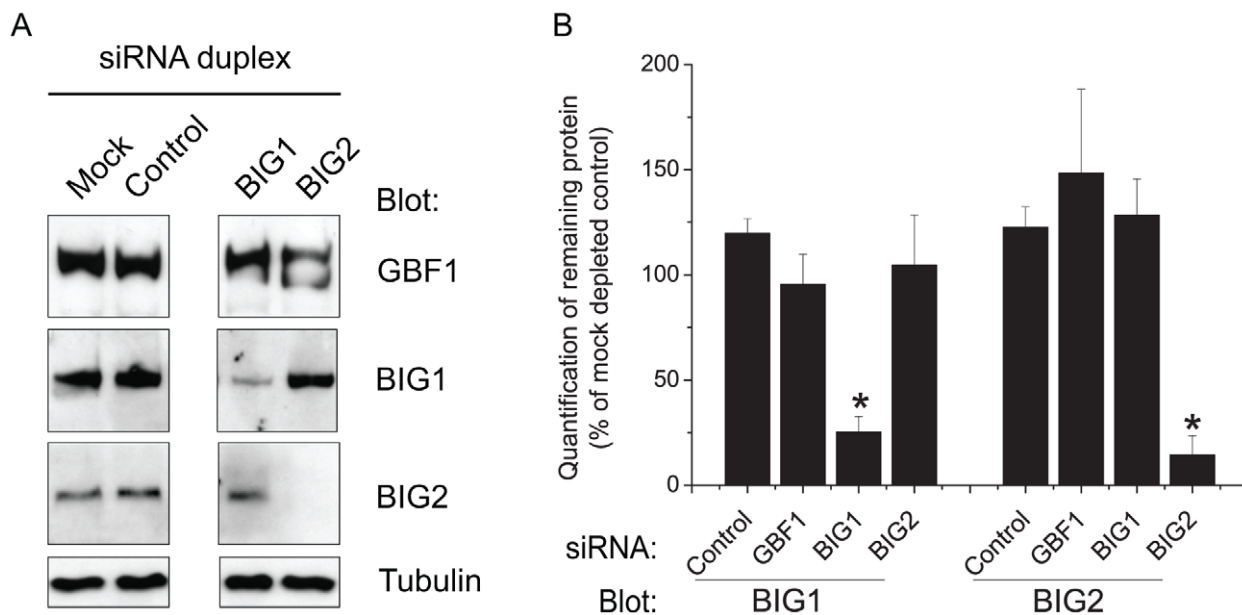 A
siRNA duplex
Mock
Control
BIG1
BIG2
Blot:
GBF1
BIG1
BIG2
Tubulin
B
Quantification of remaining protein
(% of mock depleted control)
200
150
100
50
0
*
*
siRNA:
Control
GBF1
BIG1
BIG2
Control
GBF1
BIG1
BIG2
Blot:
BIG1
BIG2